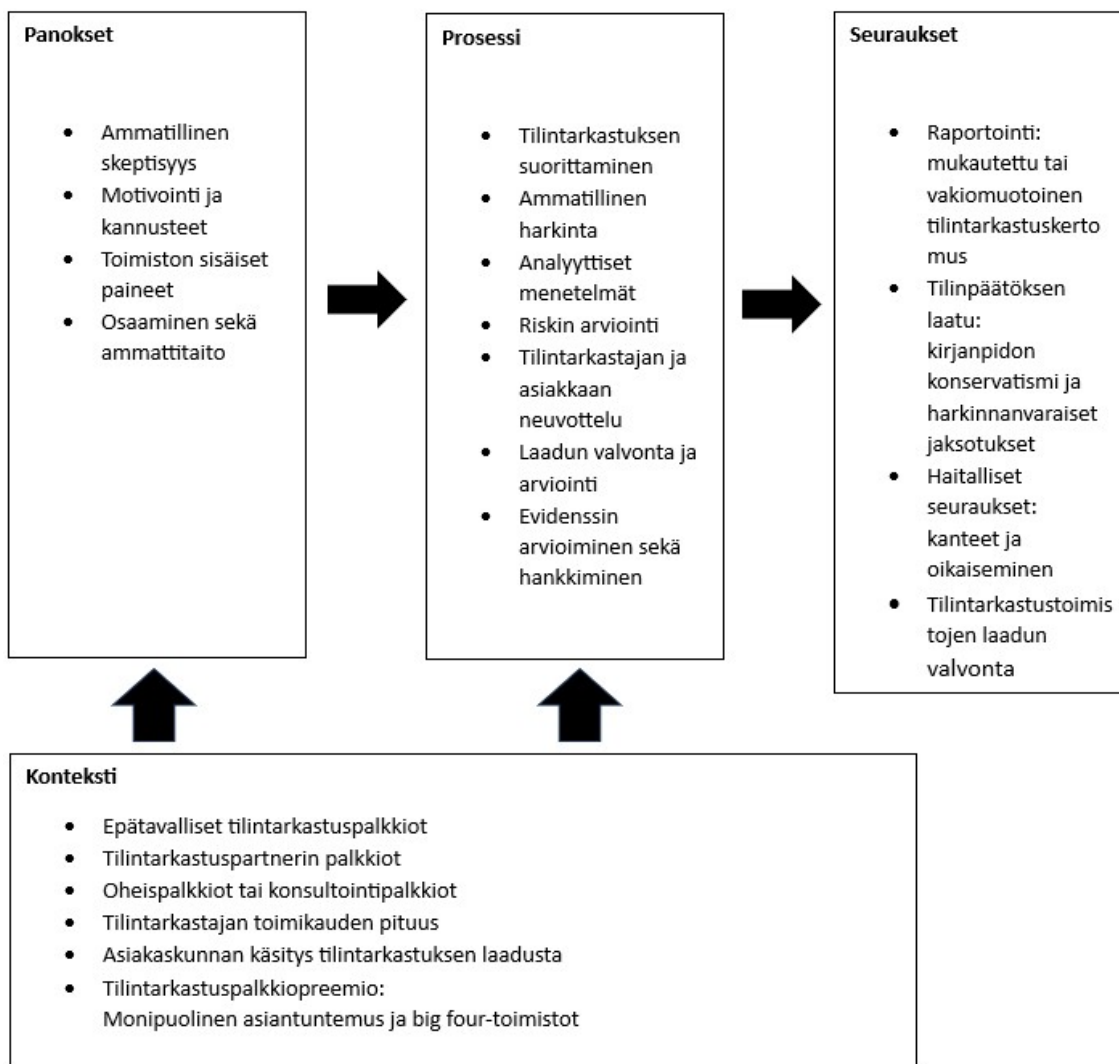 Panokset
Ammatillinen
skeptisyys
Motivointi ja
kannusteet
Toimiston sisäiset
paineet
Osaaminen sekä
ammattitaito
Prosessi
Tilintarkastuksen
suorittaminen
Ammatillinen
harkinta
Analyyttiset
menetelmät
Riskin arviointi
Tilintarkastajan ja
asiakkaan
neuvottelu
Laadun valvonta ja
arviointi
Evidenssin
arvioiminen sekä
hankkiminen
Seuraukset
Raportointi:
mukautettu tai
vakiomuotoinen
tilintarkastuskerto
mus
Tilinpäätöksen
laatu:
kirjanpidon
konservatismi ja
harkinnanvaraiset
jaksotukset
Haitalliset
seuraukset:
kanteet ja
oikaiseminen
Tilintarkastustoimis
tojen laadun
valvonta
Konteksti
Epätavalliset tilintarkastuspalkkiot
Tilintarkastuspartnerin palkkiot
Oheispalkkiot tai konsultointipalkkiot
Tilintarkastajan toimikauden pituus
Asiakaskunnan käsitys tilintarkastuksen laadusta
Tilintarkastuspalkkiopreemio:
Monipuolinen asiantuntemus ja big four-toimistot